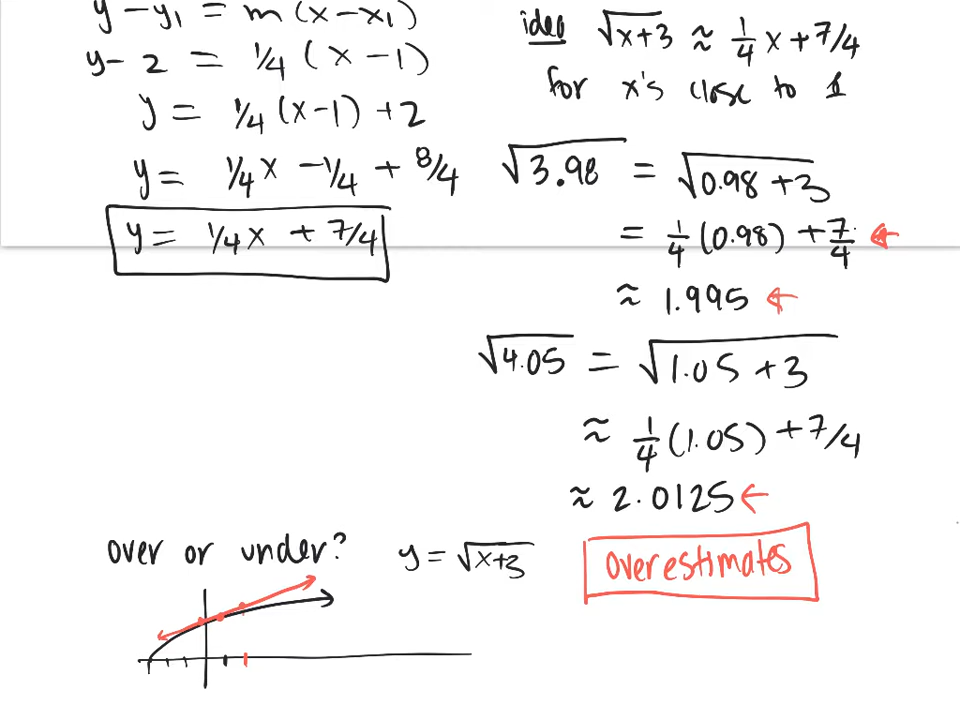 y - y₁ = m(x - x₁)
y - 2 = 1/4 (x - 1)
y = 1/4 (x - 1) + 2
y = 1/4 x - 1/4 + 8/4
y = 1/4 x + 7/4
idea √x+3 ≈ 1/4 x + 7/4
for x's close to 1
√3.98 = √0.98 + 3
= 1/4 (0.98) + 7/4 ←
≈ 1.995 ←
√4.05 = √1.05 + 3
≈ 1/4 (1.05) + 7/4
≈ 2.0125 ←
over or under? y = √x+3
overestimates